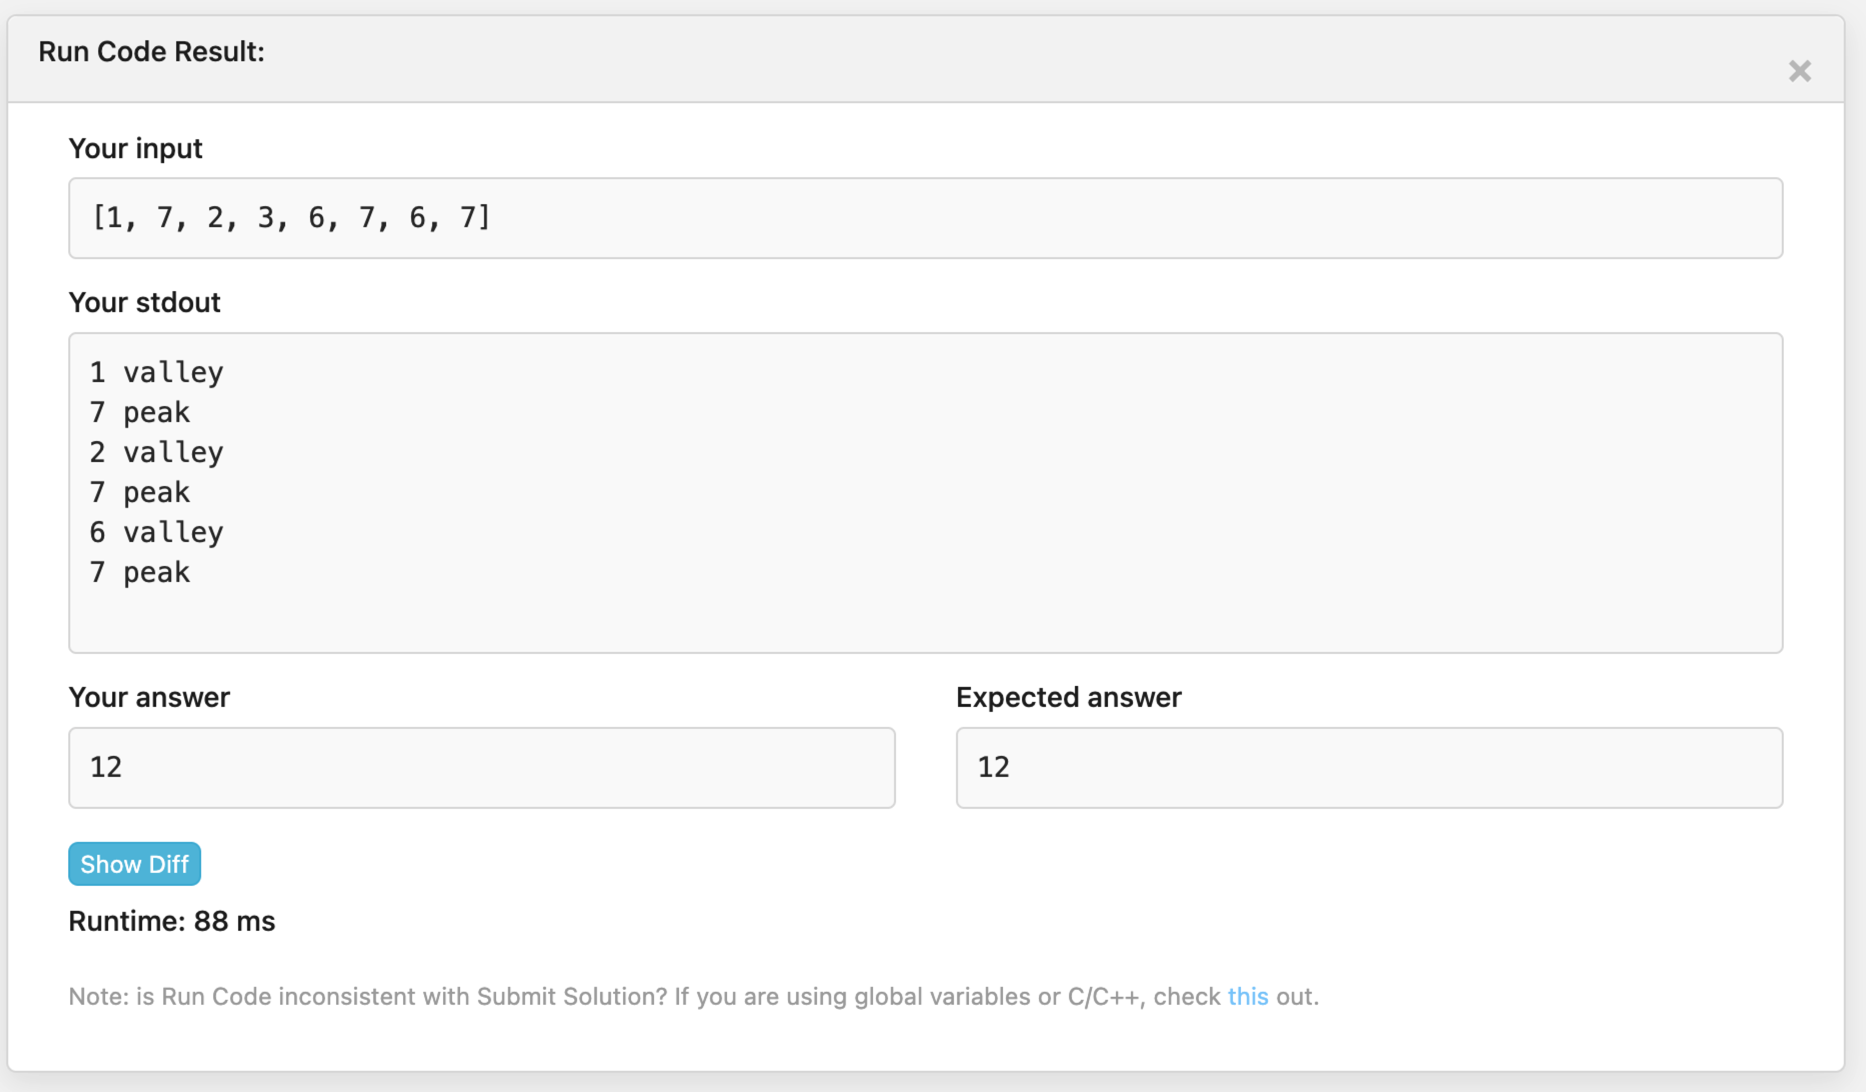 Run Code Result:
×
Your input
[1, 7, 2, 3, 6, 7, 6, 7]
Your stdout
1 valley
7 peak
2 valley
7 peak
6 valley
7 peak
Your answer
Expected answer
12
12
Show Diff
Runtime: 88 ms
Note: is Run Code inconsistent with Submit Solution? If you are using global variables or C/C++, check this out.